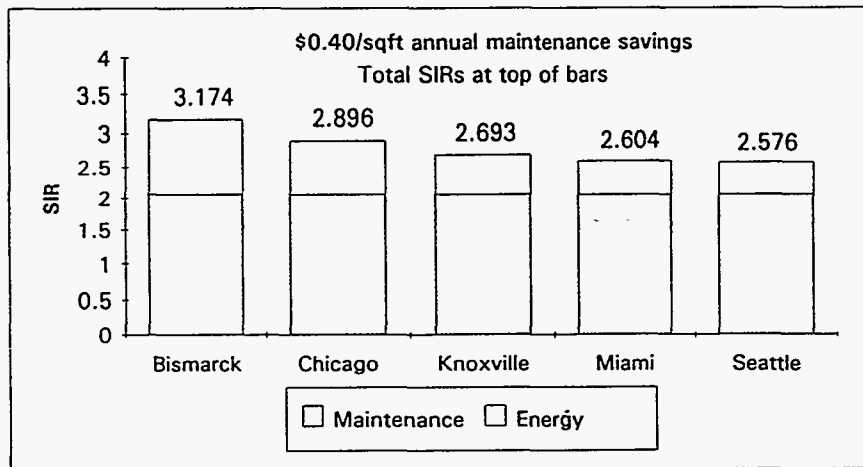 $0.40/sqft annual maintenance savings
Total SIRs at top of bars
SIR
4
3.5
3
2.5
2
1.5
1
0.5
0
3.174
2.896
2.693
2.604
2.576
Bismarck Chicago Knoxville Miami Seattle
Maintenance Energy